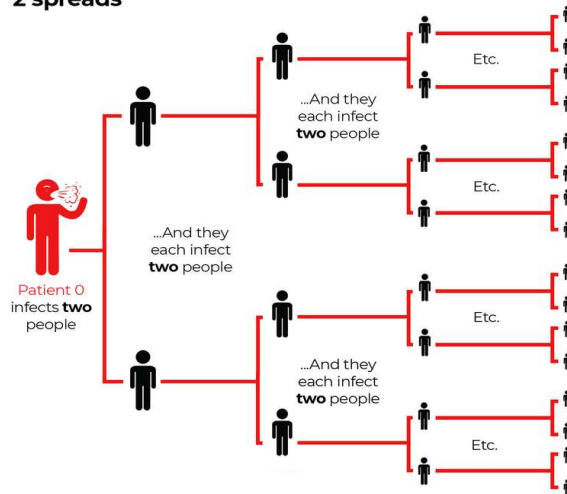 2 spreads
Etc.
...And they
each infect
two people
Etc.
...And they
each infect
two people
Patient 0
infects two
people
Etc.
...And they
each infect
two people
Etc.